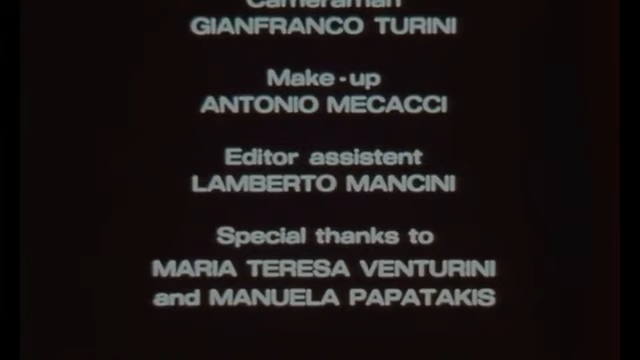 Cameraman
GIANFRANCO TURINI
Make-up
ANTONIO MECACCI
Editor assistent
LAMBERTO MANCINI
Special thanks to
MARIA TERESA VENTURINI
and MANUELA PAPATAKIS